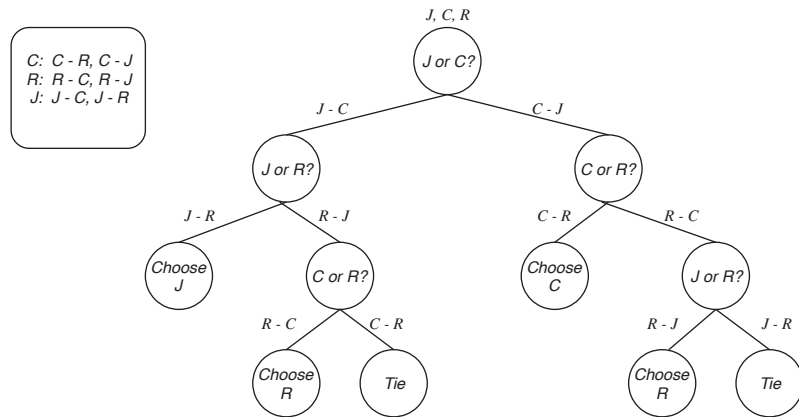 J, C, R
J or C?
C: C - R, C - J
R: R - C, R - J
J: J - C, J - R
J - C
C - J
J or R?
C or R?
J - R
R - J
C - R
R - C
Choose
J
C or R?
Choose
C
J or R?
R - C
C - R
R - J
J - R
Choose
R
Tie
Choose
R
Tie